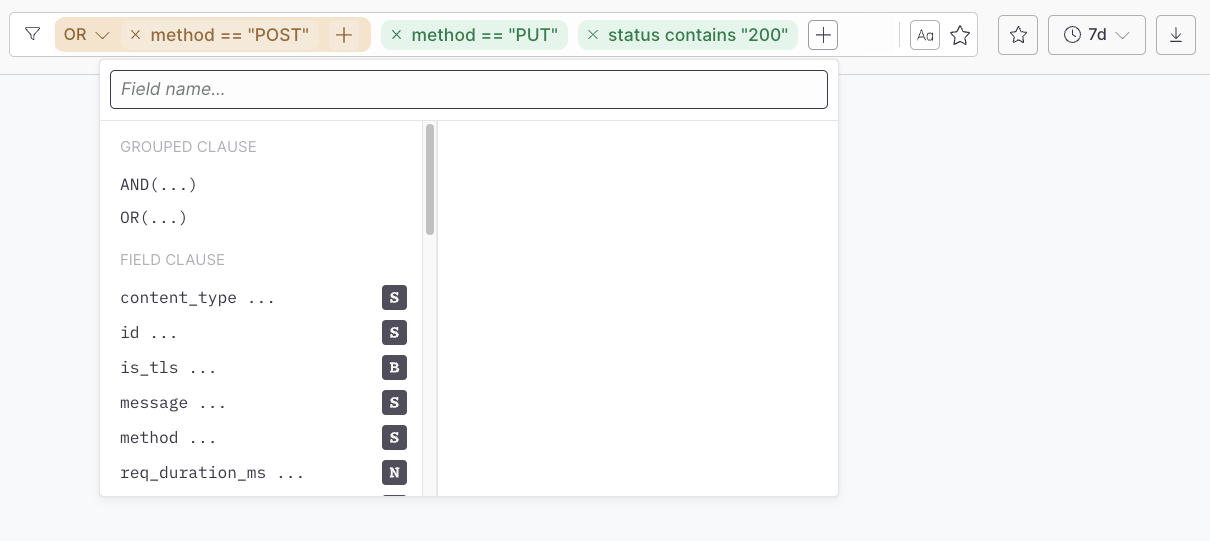 OR × method == "POST" + × method == "PUT" × status contains "200" + Aa 7d
Field name...
GROUPED CLAUSE
AND(...)
OR(...)
FIELD CLAUSE
content_type ... S
id ... S
is_tls ... B
message ... S
method ... S
req_duration_ms ... N